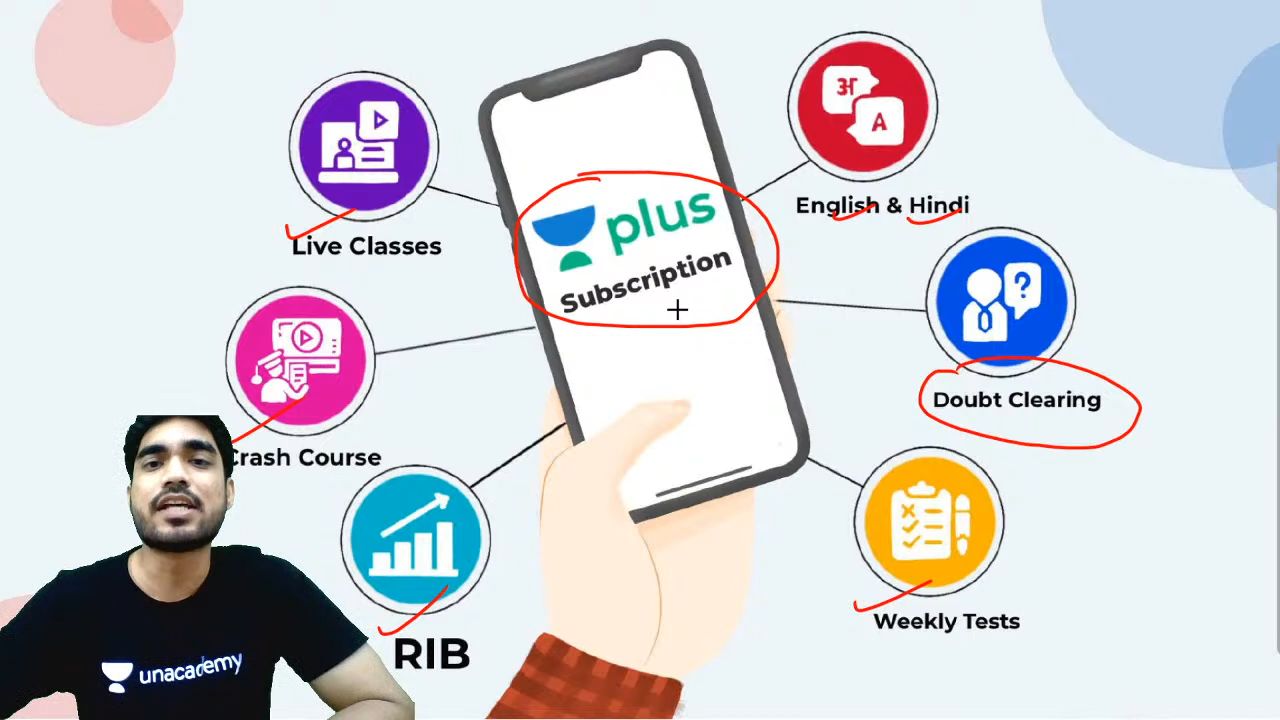 plus
Subscription
Live Classes
English & Hindi
अ
A
?
Crash Course
Doubt Clearing
RIB
Weekly Tests
unacademy